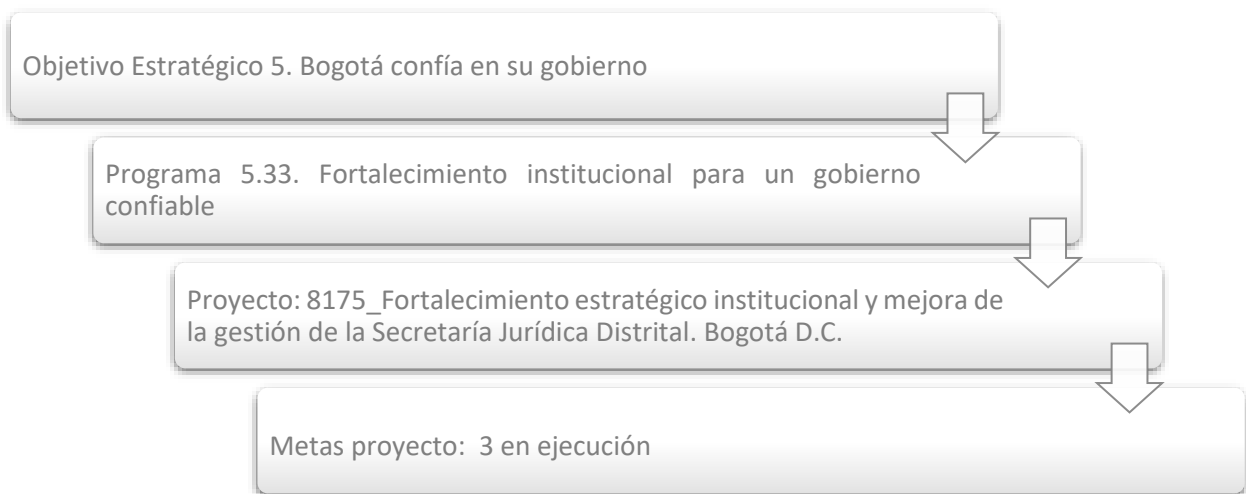 Objetivo Estratégico 5. Bogotá confía en su gobierno
Programa 5.33. Fortalecimiento institucional para un gobierno
confiable
Proyecto: 8175_Fortalecimiento estratégico institucional y mejora de
la gestión de la Secretaría Jurídica Distrital. Bogotá D.C.
Metas proyecto: 3 en ejecución